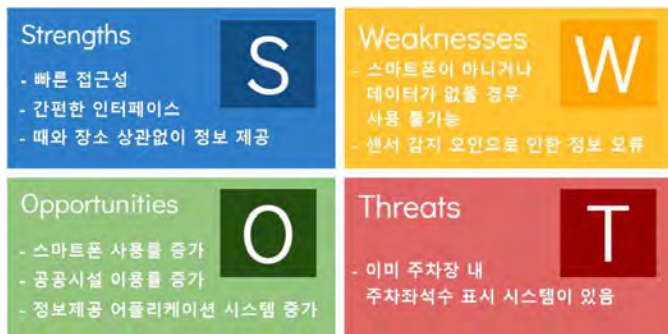 Strengths
S
- 빠른 접근성
- 간편한 인터페이스
- 때와 장소 상관없이 정보 제공
Weaknesses
W
- 스마트폰이 아니거나
데이터가 없을 경우
사용 불가능
- 센서 감지 오인으로 인한 정보 오류
Opportunities
O
- 스마트폰 사용률 증가
- 공공시설 이용률 증가
- 정보제공 어플리케이션 시스템 증가
Threats
T
- 이미 주차장 내
주차좌석수 표시 시스템이 있음